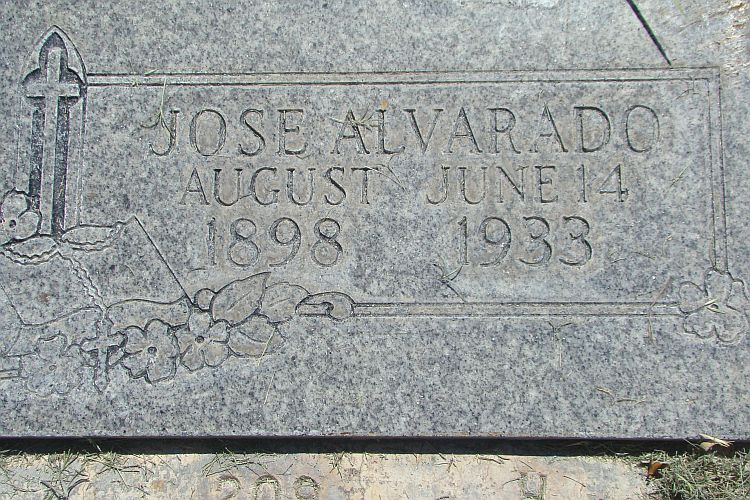 JOSE ALVARADO
AUGUST JUNE 14
1898 1933